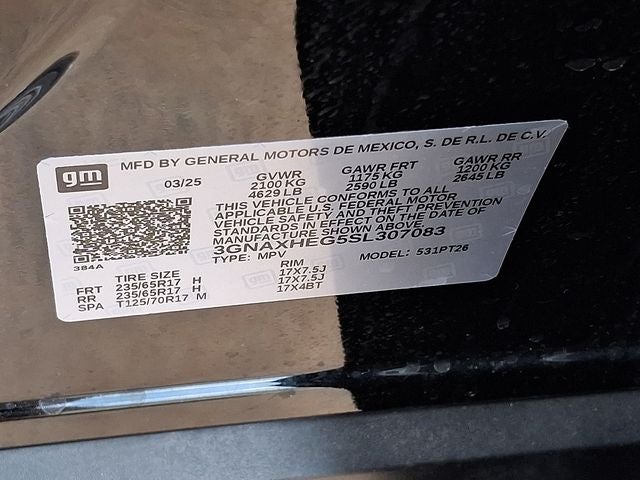 gm MFD BY GENERAL MOTORS DE MEXICO, S. DE R.L. DE C.V.
03/25 GVWR GAWR FRT GAWR RR
2100 KG 1175 KG 1200 KG
4629 LB 2590 LB 2645 LB
THIS VEHICLE CONFORMS TO ALL
APPLICABLE U.S. FEDERAL MOTOR
VEHICLE SAFETY AND THEFT PREVENTION
STANDARDS IN EFFECT ON THE DATE OF
MANUFACTURE SHOWN ABOVE.
3GNAXHEG5SL307083
TYPE: MPV MODEL: 531PT26
384A
TIRE SIZE RIM
FRT 235/65R17 H 17X7.5J
RR 235/65R17 H 17X7.5J
SPA T125/70R17 M 17X4BT